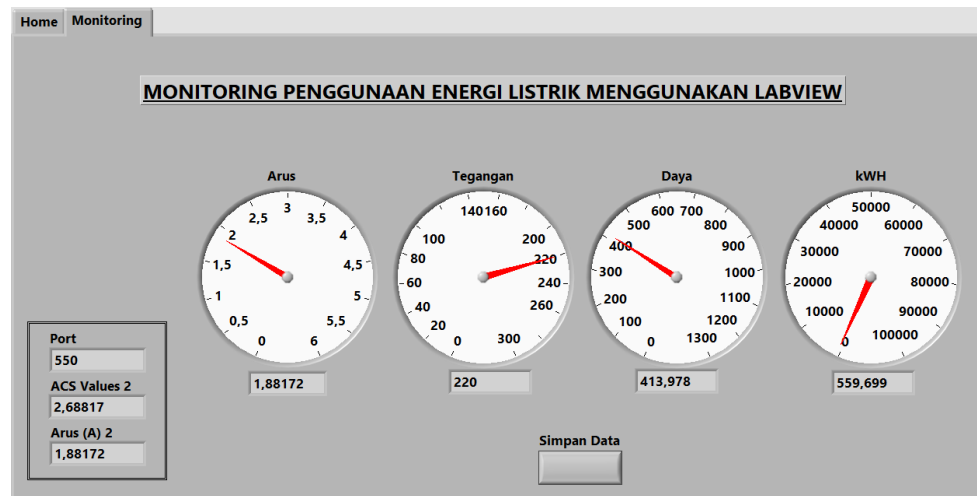 Home Monitoring
MONITORING PENGGUNAAN ENERGI LISTRIK MENGGUNAKAN LABVIEW
Arus
0 0,5 1 1,5 2 2,5 3 3,5 4 4,5 5 5,5 6
1,88172
Tegangan
0 20 40 60 80 100 140 160 200 220 240 260 300
220
Daya
0 100 200 300 400 500 600 700 800 900 1000 1100 1200 1300
413,978
kWH
0 10000 20000 30000 40000 50000 60000 70000 80000 90000 100000
559,699
Port
550
ACS Values 2
2,68817
Arus (A) 2
1,88172
Simpan Data